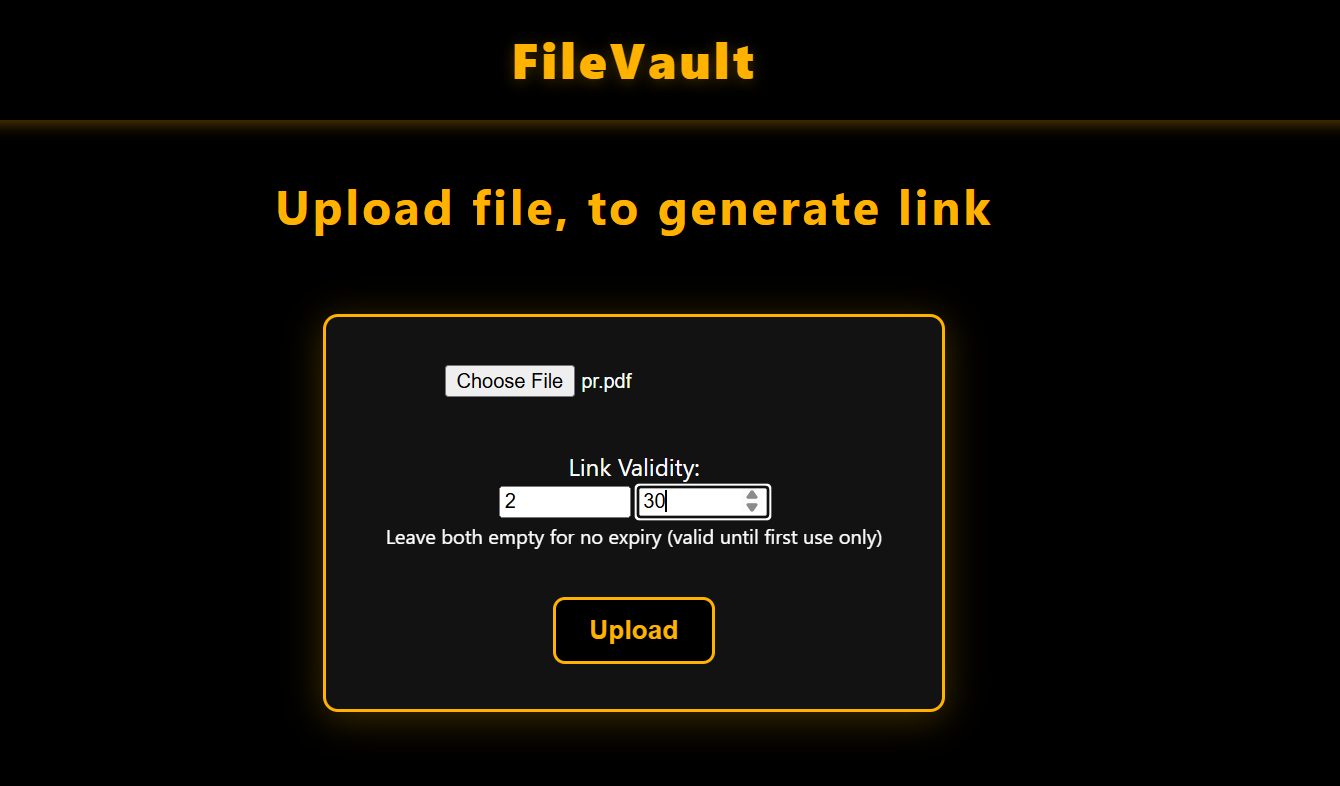 FileVault
Upload file, to generate link
Choose File pr.pdf
Link Validity:
2 30
Leave both empty for no expiry (valid until first use only)
Upload